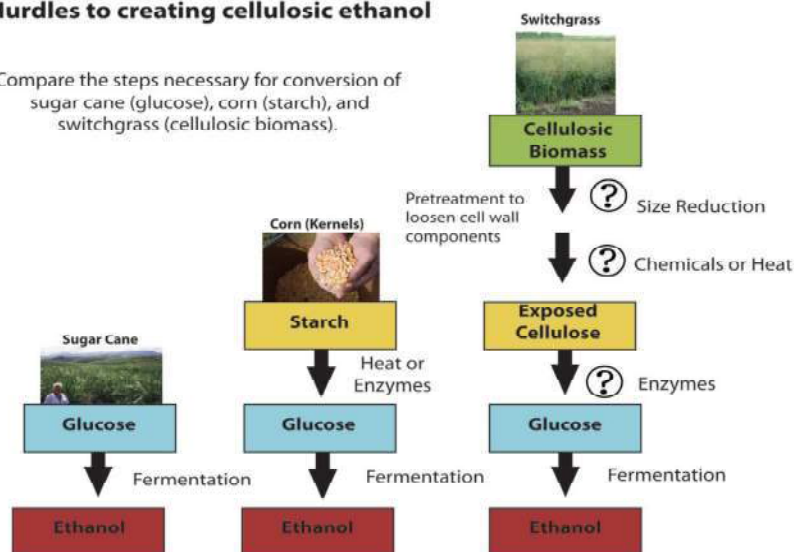 Hurdles to creating cellulosic ethanol
Compare the steps necessary for conversion of
sugar cane (glucose), corn (starch), and
switchgrass (cellulosic biomass).
Switchgrass
Cellulosic
Biomass
Pretreatment to
loosen cell wall
components
?
Size Reduction
?
Chemicals or Heat
Corn (Kernels)
Starch
Exposed
Cellulose
Heat or
Enzymes
?
Enzymes
Sugar Cane
Glucose
Glucose
Glucose
Fermentation
Fermentation
Fermentation
Ethanol
Ethanol
Ethanol